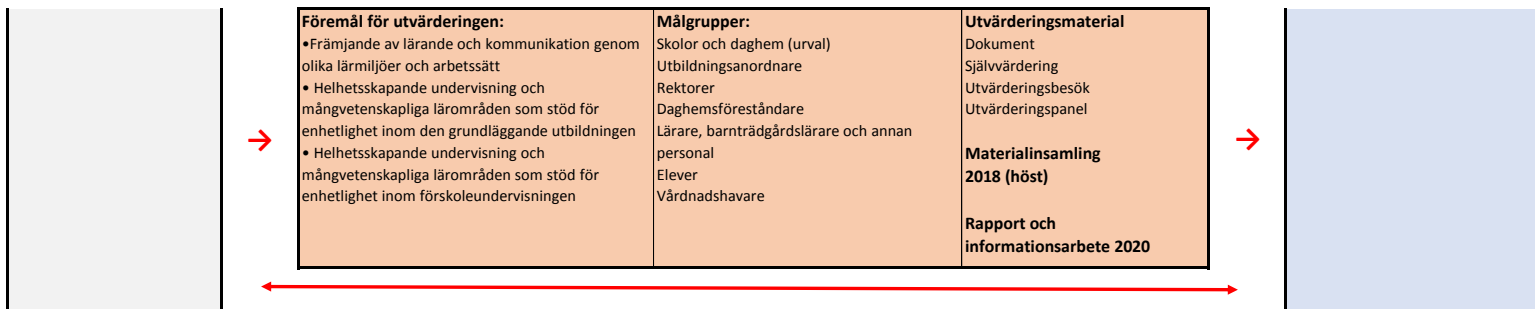 Föremål för utvärderingen:
•Främjande av lärande och kommunikation genom
olika lärmiljöer och arbetssätt
• Helhetsskapande undervisning och
mångvetenskapliga lärområden som stöd för
enhetlighet inom den grundläggande utbildningen
• Helhetsskapande undervisning och
mångvetenskapliga lärområden som stöd för
enhetlighet inom förskoleundervisningen
Målgrupper:
Skolor och daghem (urval)
Utbildningsanordnare
Rektorer
Daghemsföreståndare
Lärare, barnträdgårdslärare och annan
personal
Elever
Vårdnadshavare
Utvärderingsmaterial
Dokument
Självvärdering
Utvärderingsbesök
Utvärderingspanel
Materialinsamling
2018 (höst)
Rapport och
informationsarbete 2020